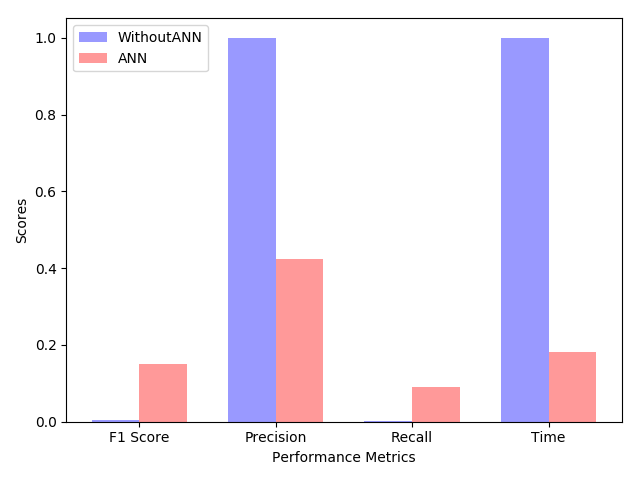 WithoutANN
ANN
1.0
0.8
0.6
0.4
0.2
0.0
Scores
F1 Score Precision Recall Time
Performance Metrics